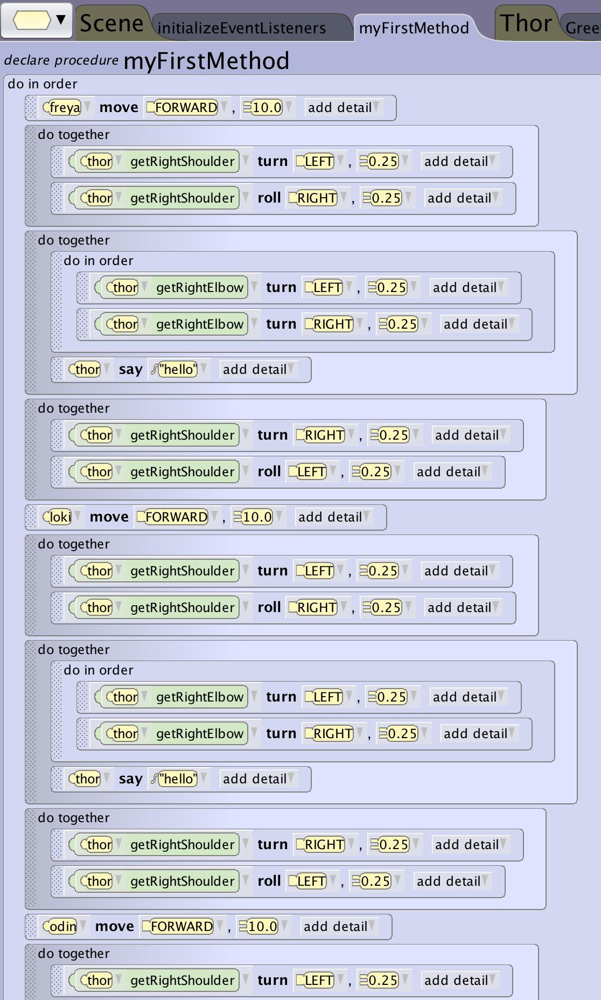 Scene initializeEventListeners myFirstMethod Thor Gree
declare procedure myFirstMethod
do in order
freya move FORWARD , 10.0 add detail
do together
thor getRightShoulder turn LEFT , 0.25 add detail
thor getRightShoulder roll RIGHT , 0.25 add detail
do together
do in order
thor getRightElbow turn LEFT , 0.25 add detail
thor getRightElbow turn RIGHT , 0.25 add detail
thor say "hello" add detail
do together
thor getRightShoulder turn RIGHT , 0.25 add detail
thor getRightShoulder roll LEFT , 0.25 add detail
loki move FORWARD , 10.0 add detail
do together
thor getRightShoulder turn LEFT , 0.25 add detail
thor getRightShoulder roll RIGHT , 0.25 add detail
do together
do in order
thor getRightElbow turn LEFT , 0.25 add detail
thor getRightElbow turn RIGHT , 0.25 add detail
thor say "hello" add detail
do together
thor getRightShoulder turn RIGHT , 0.25 add detail
thor getRightShoulder roll LEFT , 0.25 add detail
odin move FORWARD , 10.0 add detail
do together
thor getRightShoulder turn LEFT , 0.25 add detail